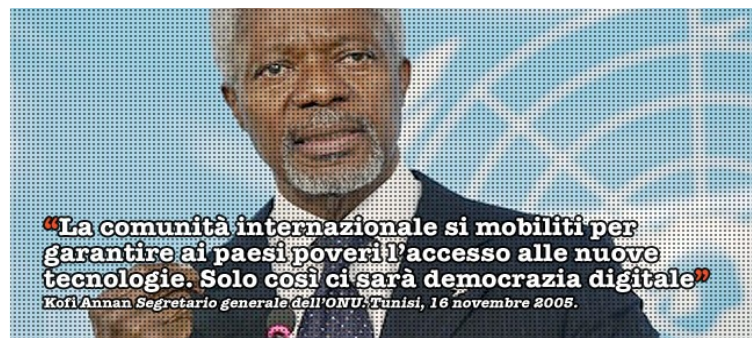 “La comunità internazionale si mobiliti per
garantire ai paesi poveri l’accesso alle nuove
tecnologie. Solo così ci sarà democrazia digitale”
Kofi Annan Segretario generale dell’ONU. Tunisi, 16 novembre 2005.